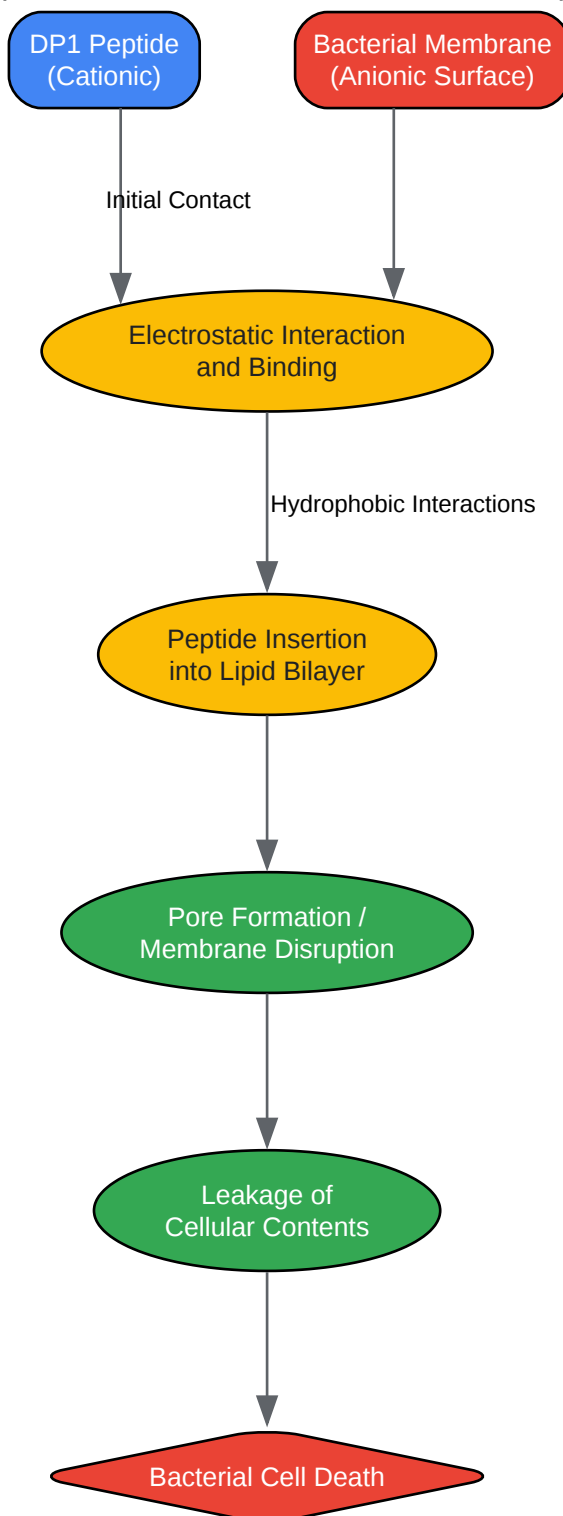 DP1 Peptide
(Cationic)
Bacterial Membrane
(Anionic Surface)
Initial Contact
Electrostatic Interaction
and Binding
Hydrophobic Interactions
Peptide Insertion
into Lipid Bilayer
Pore Formation /
Membrane Disruption
Leakage of
Cellular Contents
Bacterial Cell Death